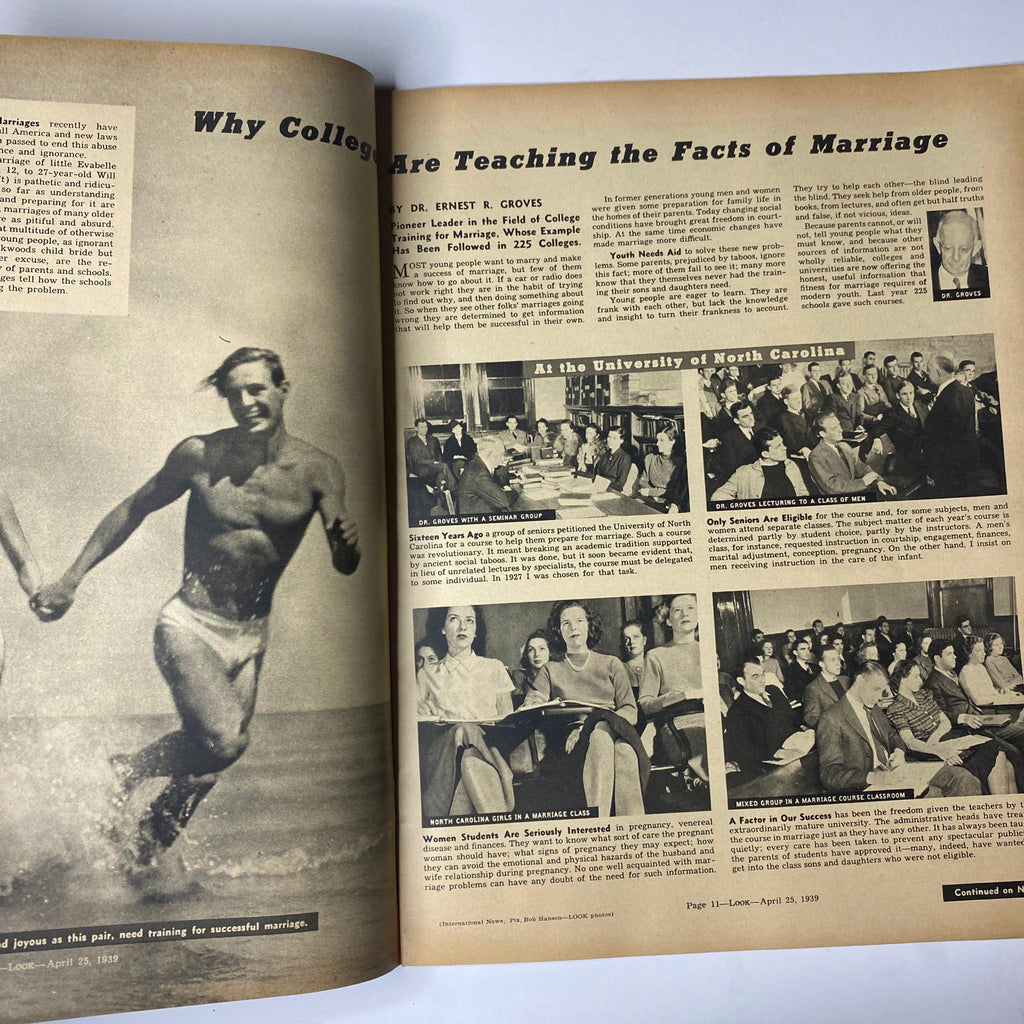 Marriages recently have
all America and new laws
passed to end this abuse
nce and ignorance.
arriage of little Evabelle
12, to 27-year-old Will
t) is pathetic and ridicu-
so far as understanding
and preparing for it are
marriages of many older
e as pitiful and absurd.
at multitude of otherwise
oung people, as ignorant
kwoods child bride but
er excuse, are the re-
y of parents and schools.
ges tell how the schools
g the problem.
Why College
d joyous as this pair, need training for successful marriage.
—LOOK—April 25, 1939
Are Teaching the Facts of Marriage
BY DR. ERNEST R. GROVES
Pioneer Leader in the Field of College
Training for Marriage, Whose Example
Has Been Followed in 225 Colleges.
MOST young people want to marry and make
a success of marriage, but few of them
know how to go about it. If a car or radio does
not work right they are in the habit of trying
to find out why, and then doing something about
it. So when they see other folks' marriages going
wrong they are determined to get information
that will help them be successful in their own.
In former generations young men and women
were given some preparation for family life in
the homes of their parents. Today changing social
conditions have brought great freedom in court-
ship. At the same time economic changes have
made marriage more difficult.
Youth Needs Aid to solve these new prob-
lems. Some parents, prejudiced by taboos, ignore
this fact; more of them fail to see it; many more
know that they themselves never had the train-
ing their sons and daughters need.
Young people are eager to learn. They are
frank with each other, but lack the knowledge
and insight to turn their frankness to account.
They try to help each other—the blind leading
the blind. They seek help from older people, from
books, from lectures, and often get but half truths
and false, if not vicious, ideas.
Because parents cannot, or will
not, tell young people what they
must know, and because other
sources of information are not
wholly reliable, colleges and
universities are now offering the
honest, useful information that
fitness for marriage requires of
modern youth. Last year 225
schools gave such courses.
DR. GROVES
At the University of North Carolina
DR. GROVES WITH A SEMINAR GROUP
Sixteen Years Ago a group of seniors petitioned the University of North
Carolina for a course to help them prepare for marriage. Such a course
was revolutionary. It meant breaking an academic tradition supported
by ancient social taboos. It was done, but it soon became evident that,
in lieu of unrelated lectures by specialists, the course must be delegated
to some individual. In 1927 I was chosen for that task.
DR. GROVES LECTURING TO A CLASS OF MEN
Only Seniors Are Eligible for the course and, for some subjects, men and
women attend separate classes. The subject matter of each year's course is
determined partly by student choice, partly by the instructors. A men's
class, for instance, requested instruction in courtship, engagement, finances,
marital adjustment, conception, pregnancy. On the other hand, I insist on
men receiving instruction in the care of the infant.
NORTH CAROLINA GIRLS IN A MARRIAGE CLASS
Women Students Are Seriously Interested in pregnancy, venereal
disease and finances. They want to know what sort of care the pregnant
woman should have; what signs of pregnancy they may expect; how
they can avoid the emotional and physical hazards of the husband and
wife relationship during pregnancy. No one well acquainted with mar-
riage problems can have any doubt of the need for such information.
MIXED GROUP IN A MARRIAGE COURSE CLASSROOM
A Factor in Our Success has been the freedom given the teachers by t
extraordinarily mature university. The administrative heads have trea
the course in marriage just as they have any other. It has always been tau
quietly; every care has been taken to prevent any spectacular public
the parents of students have approved it—many, indeed, have wanted
get into the class sons and daughters who were not eligible.
(International News, Pix, Bob Hansen—LOOK photos)
Page 11—LOOK—April 25, 1939
Continued on N